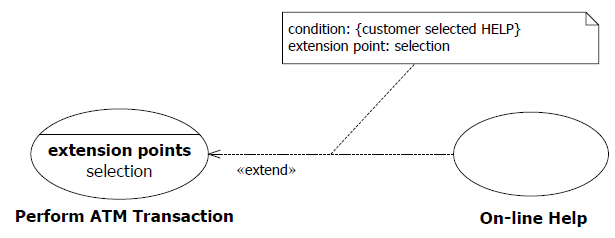 condition: {customer selected HELP}
extension point: selection
extension points
selection
«extend»
Perform ATM Transaction
On-line Help